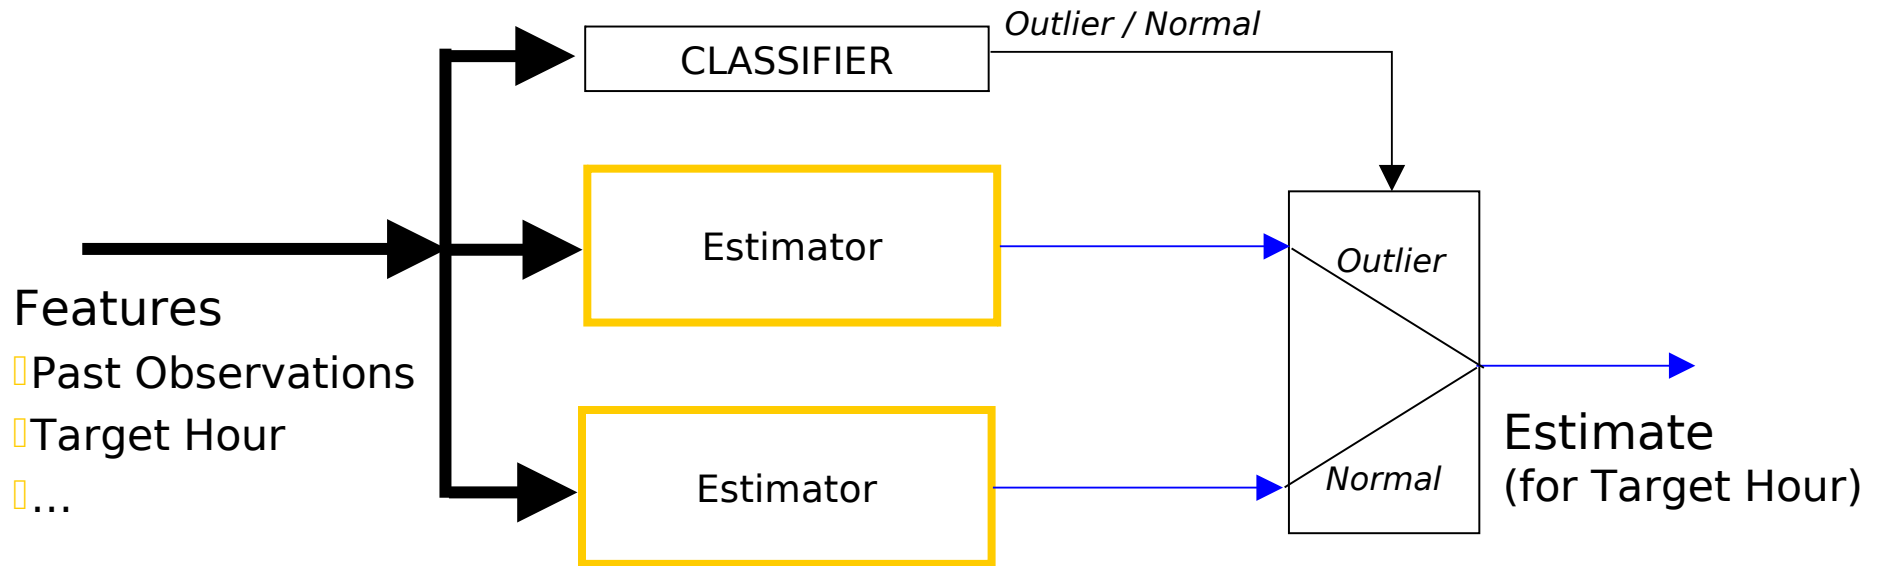 Outlier / Normal
CLASSIFIER
Estimator
Outlier
Features
Past Observations
Target Hour
...
Estimator
Normal
Estimate
(for Target Hour)